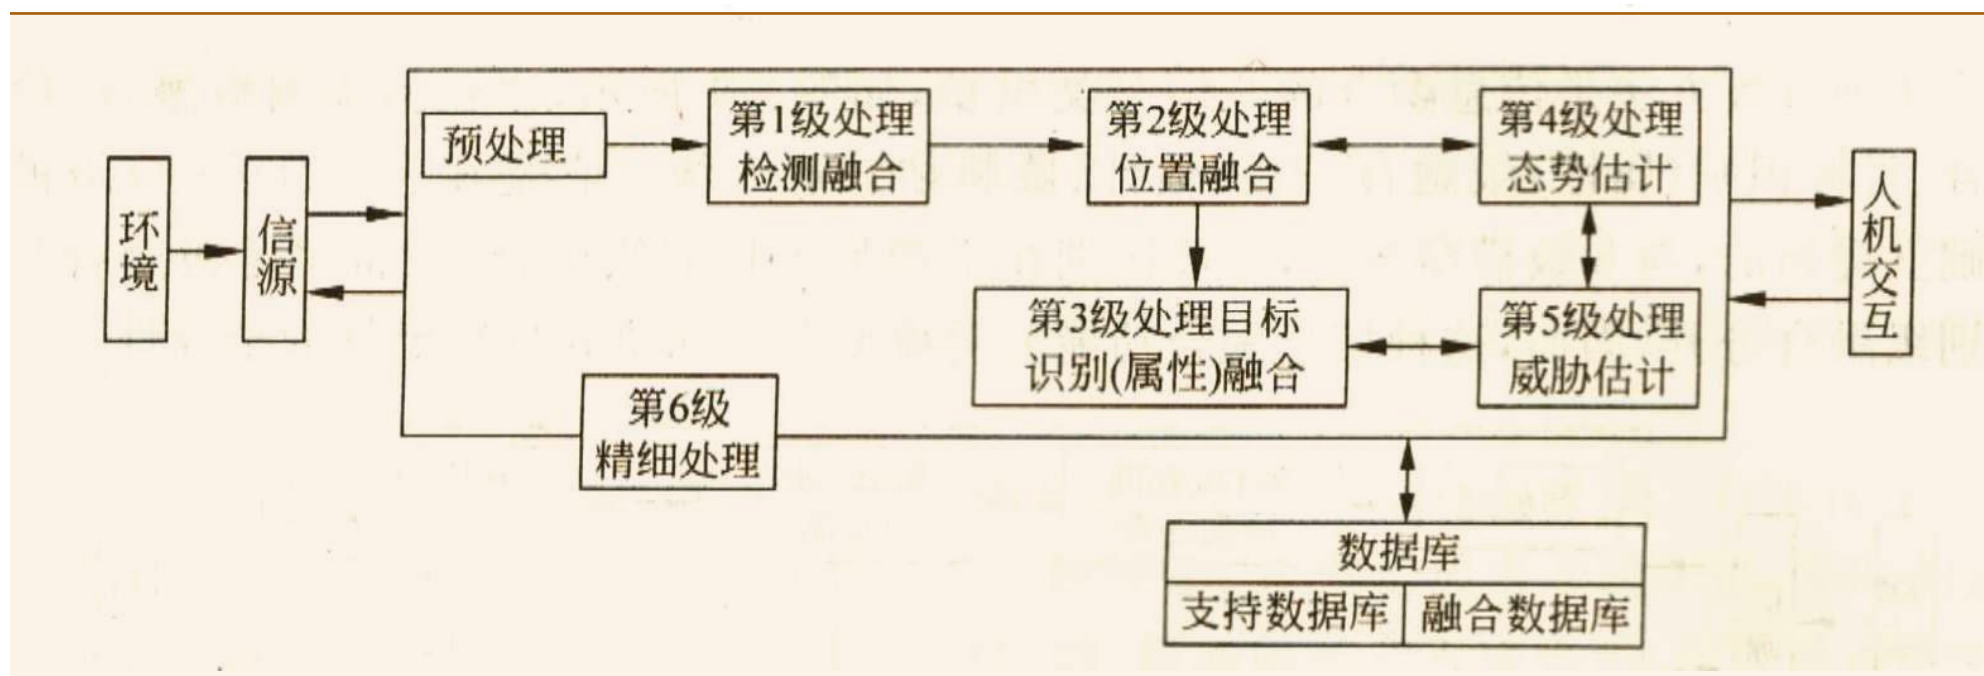 环
境
信
源
预处理
第1级处理
检测融合
第2级处理
位置融合
第4级处理
态势估计
第3级处理目标
识别(属性)融合
第5级处理
威胁估计
第6级
精细处理
人
机
交
互
数据库
支持数据库
融合数据库